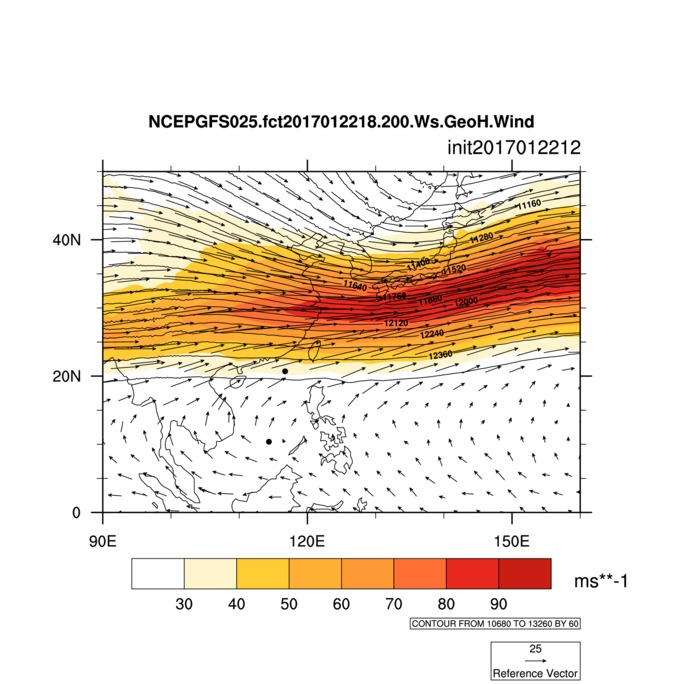 NCEPGFS025.fct2017012218.200.Ws.GeoH.Wind
init2017012212
11160
40N
11280
11400
11520
11640
11760
11880
12000
12120
12240
12360
20N
0
90E
120E
150E
ms**-1
30
40
50
60
70
80
90
CONTOUR FROM 10680 TO 13260 BY 60
25
Reference Vector